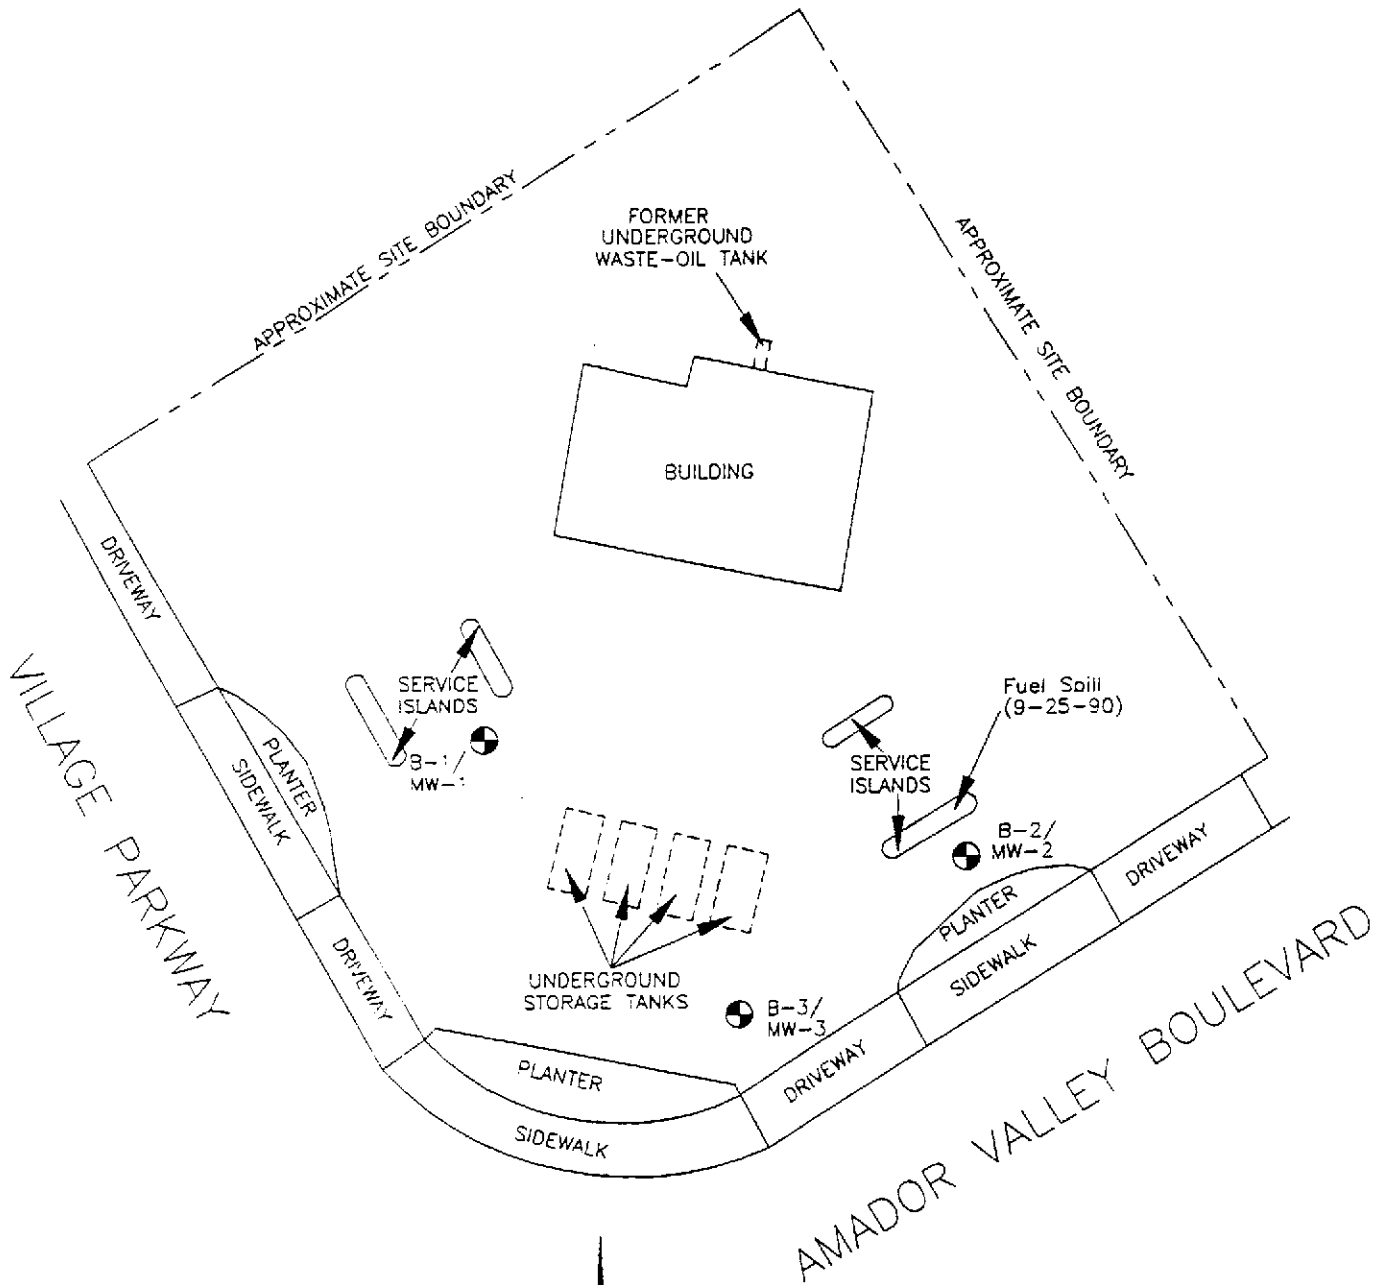 APPROXIMATE SITE BOUNDARY
FORMER
UNDERGROUND
WASTE-OIL TANK
APPROXIMATE SITE BOUNDARY
BUILDING
DRIVEWAY
SERVICE
ISLANDS
B-1
MW-1
Fuel Spill
(9-25-90)
SERVICE
ISLANDS
B-2/
MW-2
PLANTER
SIDEWALK
VILLAGE PARKWAY
DRIVEWAY
PLANTER
SIDEWALK
DRIVEWAY
UNDERGROUND
STORAGE TANKS
B-3/
MW-3
DRIVEWAY
PLANTER
SIDEWALK
AMADOR VALLEY BOULEVARD